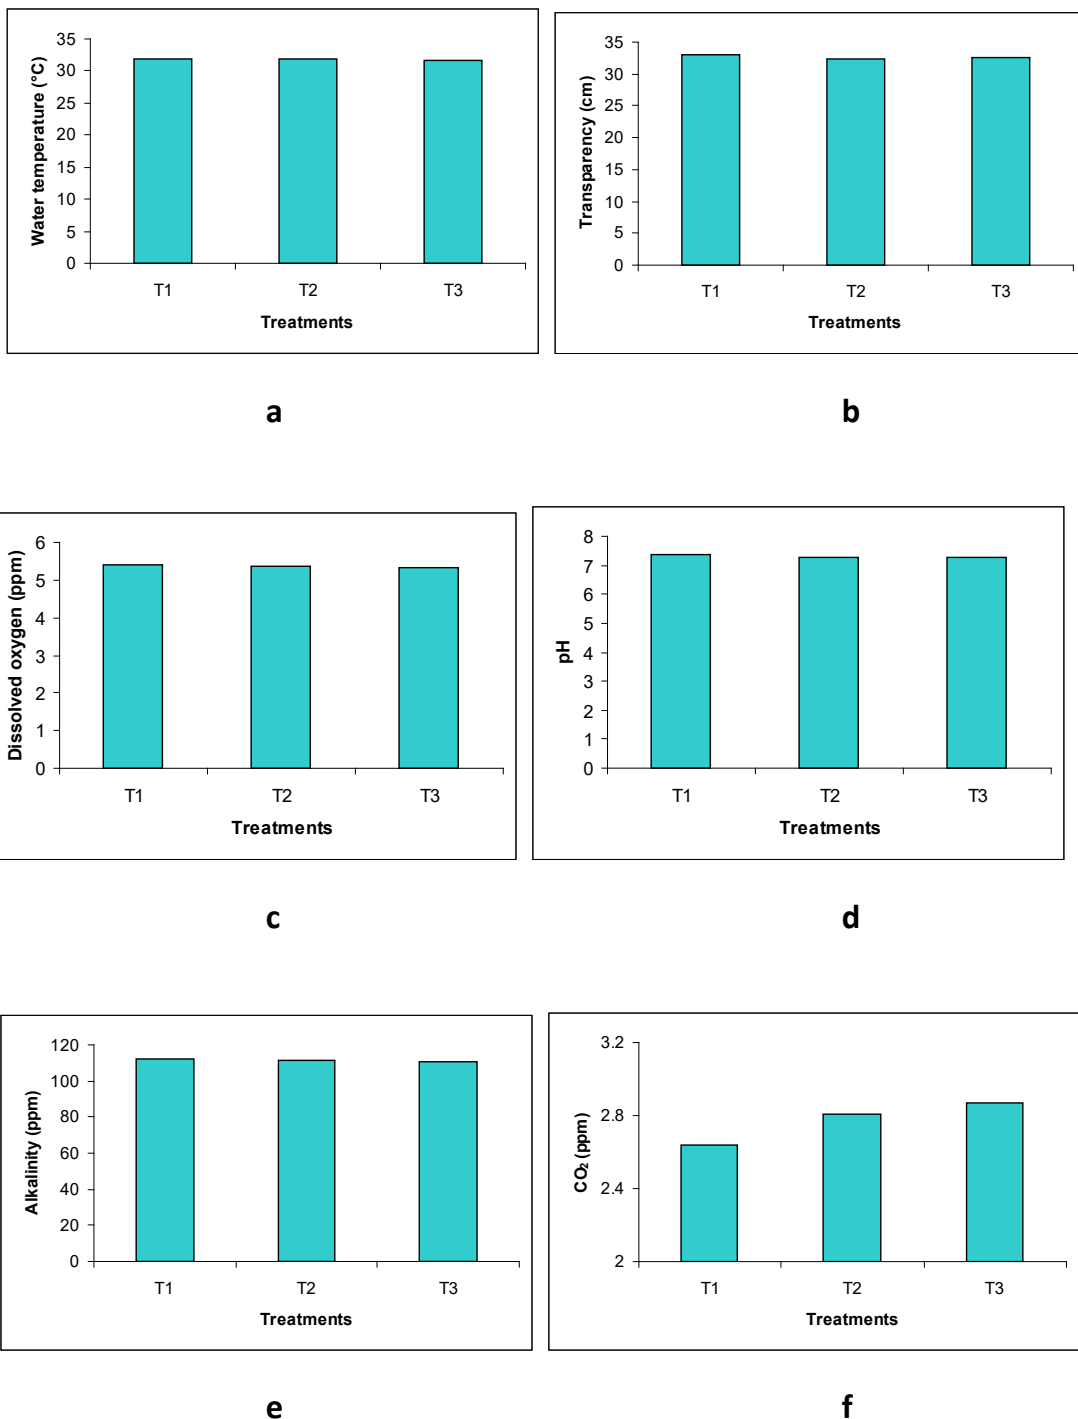 35
30
25
20
15
10
5
0
Water temperature (°C)
T1 T2 T3
Treatments
35
30
25
20
15
10
5
0
Transparency (cm)
T1 T2 T3
Treatments
a b
6
5
4
3
2
1
0
Dissolved oxygen (ppm)
T1 T2 T3
Treatments
8
7
6
5
4
3
2
1
0
pH
T1 T2 T3
Treatments
c d
120
100
80
60
40
20
0
Alkalinity (ppm)
T1 T2 T3
Treatments
3.2
2.8
2.4
2
CO₂ (ppm)
T1 T2 T3
Treatments
e f